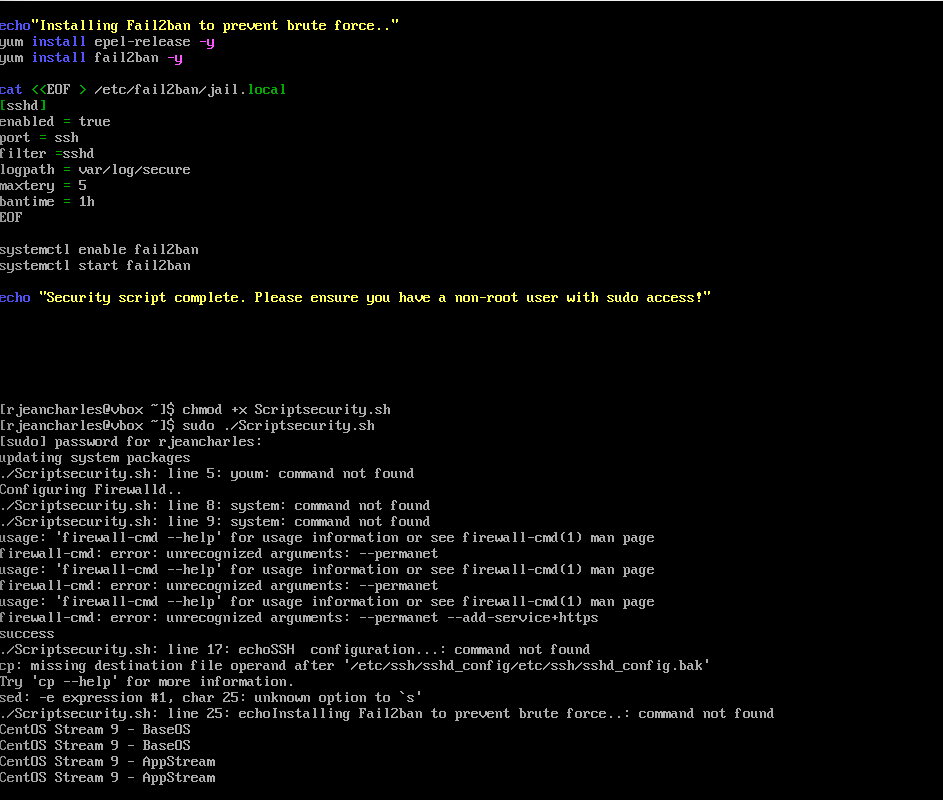 echo"Installing Fail2ban to prevent brute force.."
yum install epel-release -y
yum install fail2ban -y
cat <<EOF > /etc/fail2ban/jail.local
[sshd]
enabled = true
port = ssh
filter =sshd
logpath = var/log/secure
maxtery = 5
bantime = 1h
EOF
systemctl enable fail2ban
systemctl start fail2ban
echo "Security script complete. Please ensure you have a non-root user with sudo access!"
[rjeancharles@vbox ~]$ chmod +x Scriptsecurity.sh
[rjeancharles@vbox ~]$ sudo ./Scriptsecurity.sh
[sudo] password for rjeancharles:
updating system packages
./Scriptsecurity.sh: line 5: youm: command not found
Configuring Firewalld..
./Scriptsecurity.sh: line 8: system: command not found
./Scriptsecurity.sh: line 9: system: command not found
usage: 'firewall-cmd --help' for usage information or see firewall-cmd(1) man page
firewall-cmd: error: unrecognized arguments: --permanet
usage: 'firewall-cmd --help' for usage information or see firewall-cmd(1) man page
firewall-cmd: error: unrecognized arguments: --permanet
usage: 'firewall-cmd --help' for usage information or see firewall-cmd(1) man page
firewall-cmd: error: unrecognized arguments: --permanet --add-service+https
success
./Scriptsecurity.sh: line 17: echoSSH  configuration...: command not found
cp: missing destination file operand after '/etc/ssh/sshd_config/etc/ssh/sshd_config.bak'
Try 'cp --help' for more information.
sed: -e expression #1, char 25: unknown option to `s'
./Scriptsecurity.sh: line 25: echoInstalling Fail2ban to prevent brute force..: command not found
CentOS Stream 9 - BaseOS
CentOS Stream 9 - BaseOS
CentOS Stream 9 - AppStream
CentOS Stream 9 - AppStream